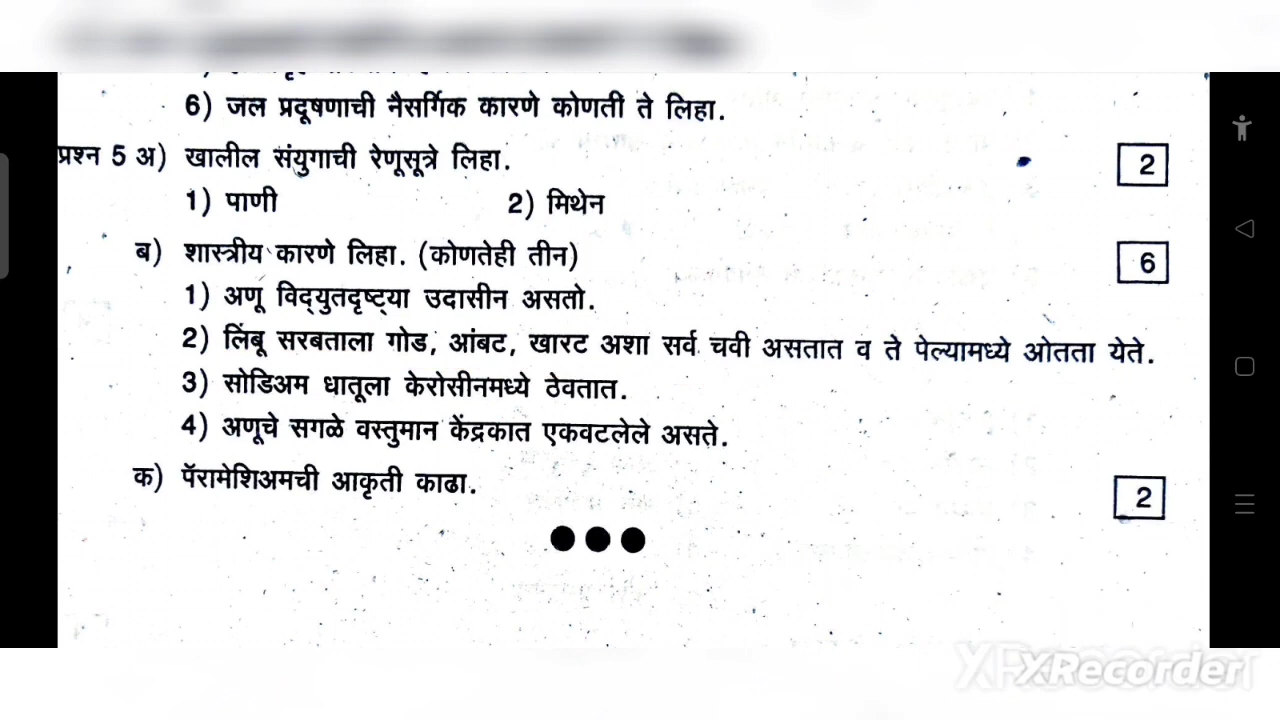 6) जल प्रदूषणाची नैसर्गिक कारणे कोणती ते लिहा.
प्रश्न 5 अ) खालील संयुगाची रेणूसूत्रे लिहा. 2
1) पाणी 2) मिथेन
ब) शास्त्रीय कारणे लिहा. (कोणतेही तीन) 6
1) अणू विद्युतदृष्ट्या उदासीन असतो.
2) लिंबू सरबताला गोड, आंबट, खारट अशा सर्व चवी असतात व ते पेल्यामध्ये ओतता येते.
3) सोडिअम धातूला केरोसीनमध्ये ठेवतात.
4) अणूचे सगळे वस्तुमान केंद्रकात एकवटलेले असते.
क) पॅरामेशिअमची आकृती काढा. 2
XRecorder